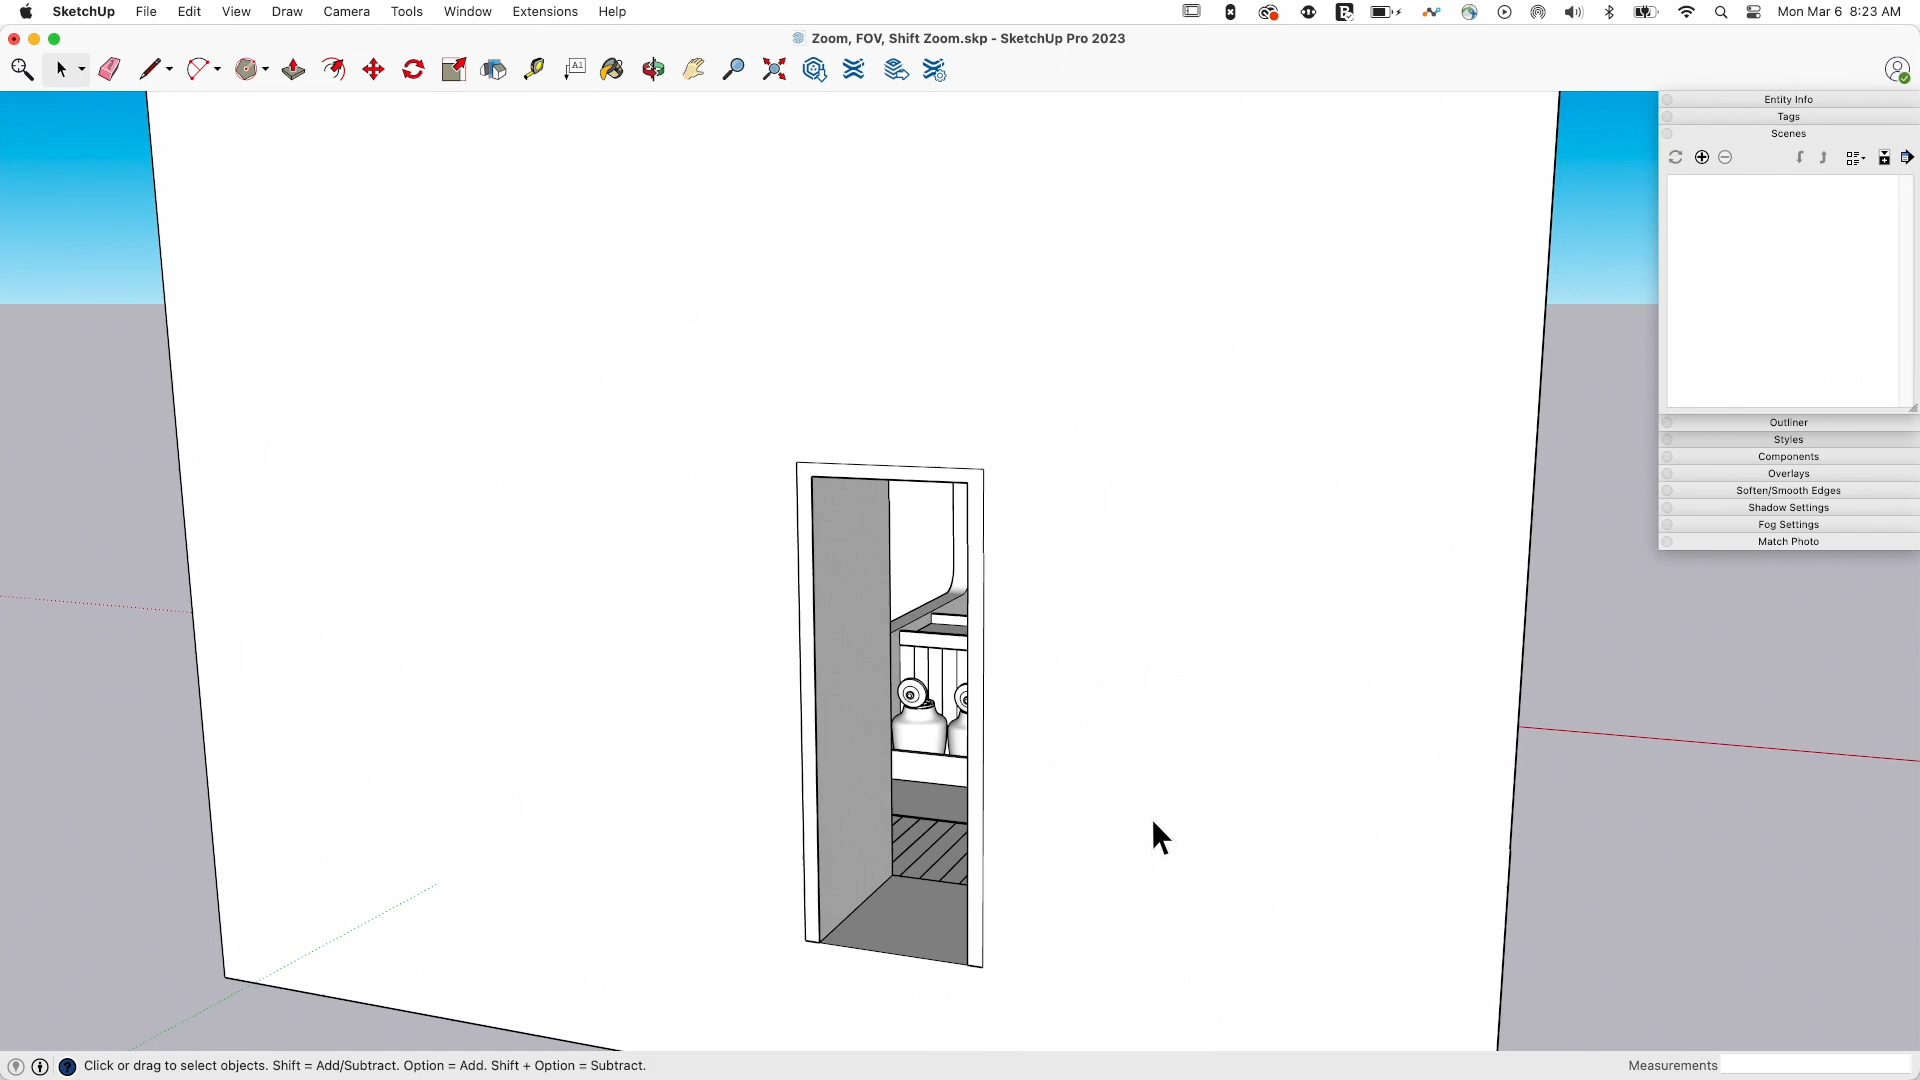 SketchUp File Edit View Draw Camera Tools Window Extensions Help Mon Mar 6 8:23 AM
Zoom, FOV, Shift Zoom.skp - SketchUp Pro 2023
A1
Entity Info
Tags
Scenes
Outliner
Styles
Components
Overlays
Soften/Smooth Edges
Shadow Settings
Fog Settings
Match Photo
Click or drag to select objects. Shift = Add/Subtract. Option = Add. Shift + Option = Subtract.
Measurements